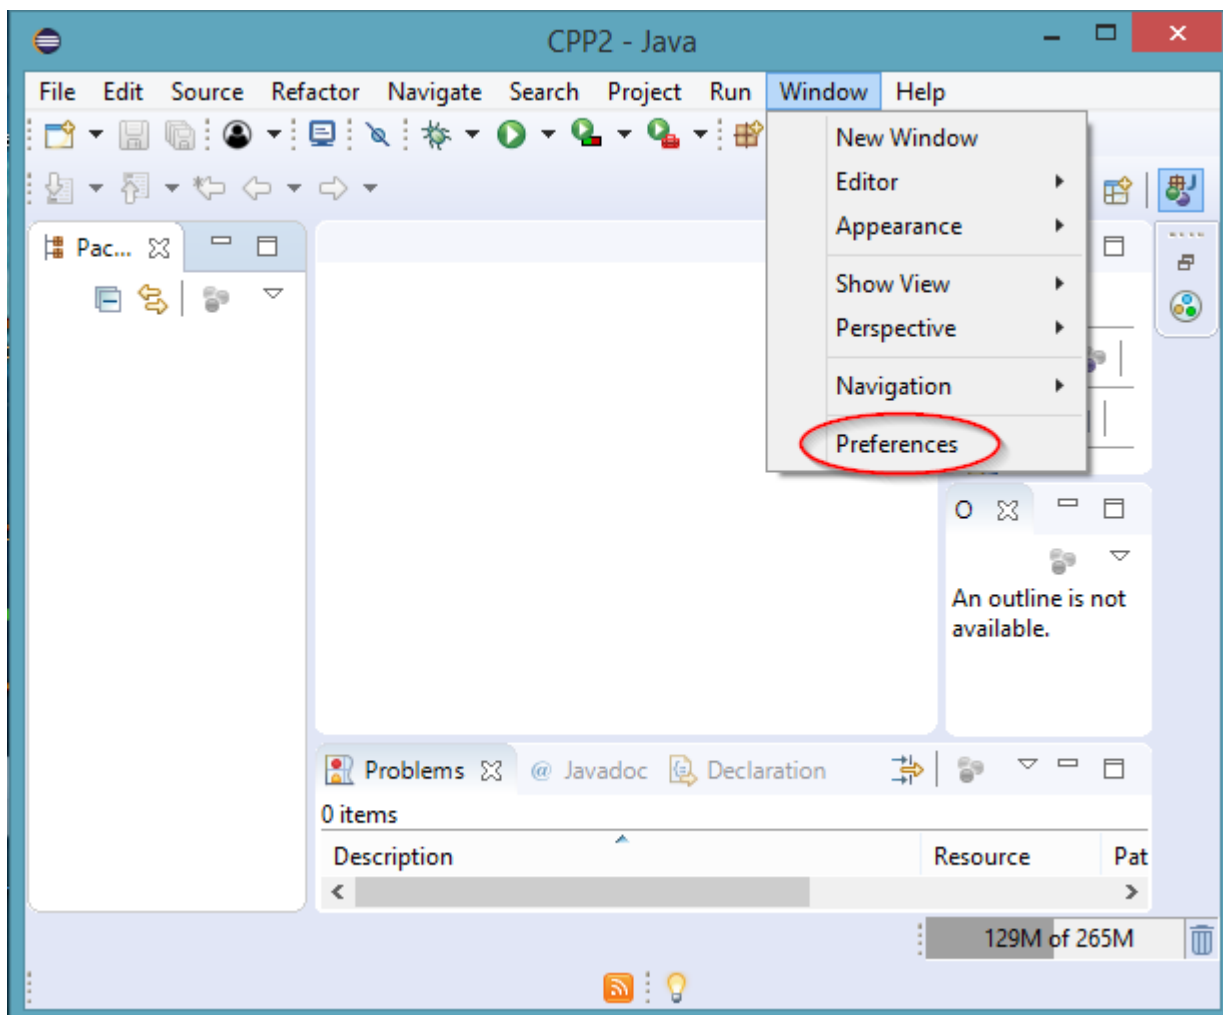 CPP2 - Java
File Edit Source Refactor Navigate Search Project Run Window Help
New Window
Editor
Appearance
Show View
Perspective
Navigation
Preferences
Pac...
O
An outline is not
available.
Problems @ Javadoc Declaration
0 items
Description Resource Pat
129M of 265M